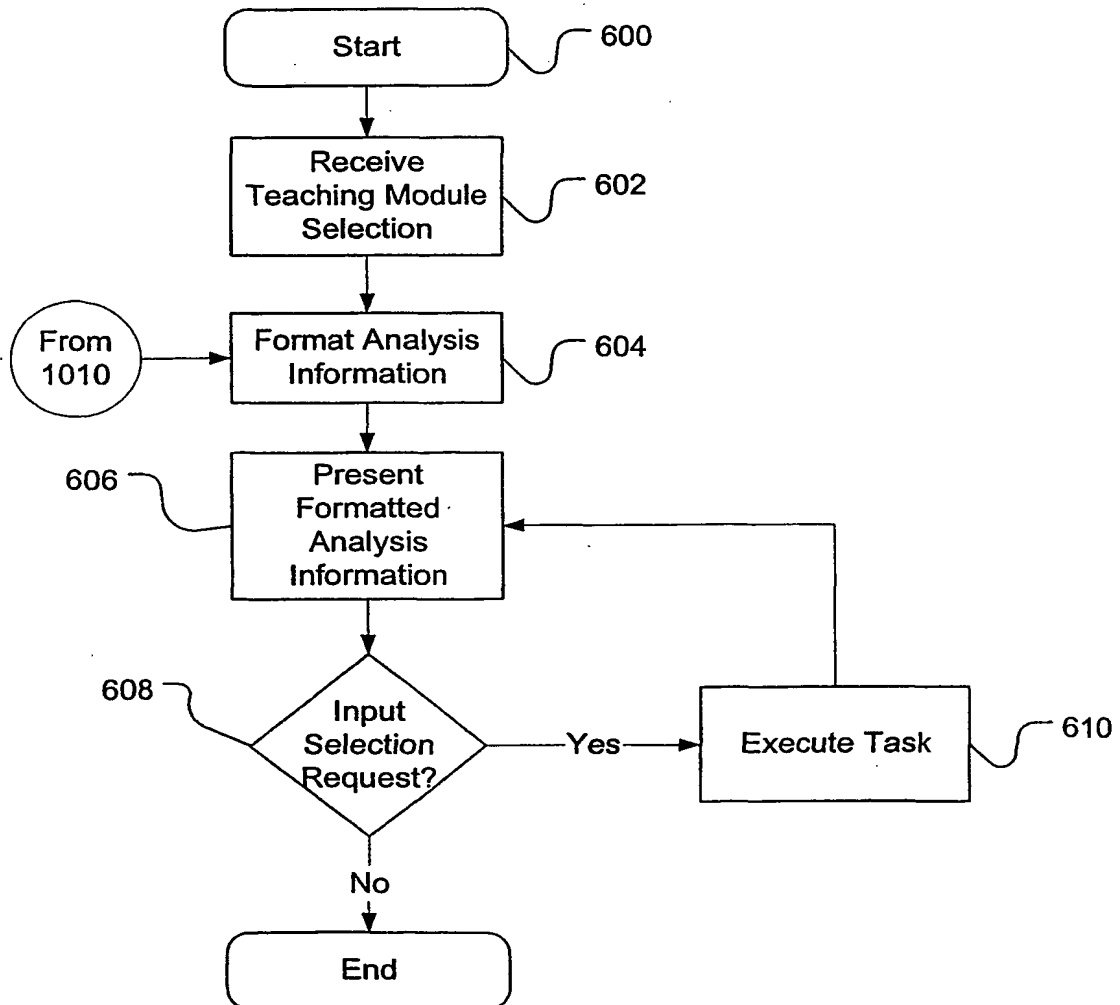 Start
600
Receive
Teaching Module
Selection
602
From
1010
Format Analysis
Information
604
606
Present
Formatted
Analysis
Information
608
Input
Selection
Request?
Yes
Execute Task
610
No
End